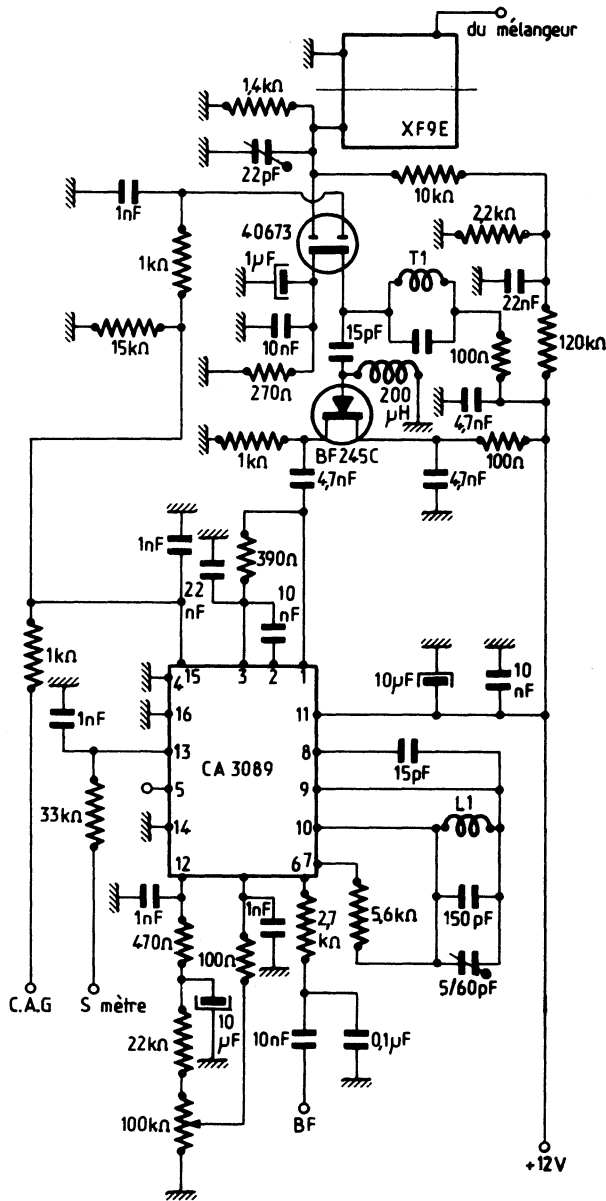 du mélangeur
XF9E
1,4kΩ
22pF
10kΩ
1nF
40673
2,2kΩ
1kΩ
1µF
T1
22nF
15kΩ
10nF
15pF
100Ω
120kΩ
270Ω
200
µH
4,7nF
1kΩ
BF245C
100Ω
4,7nF
4,7nF
1nF
390Ω
22
nF
10
nF
1kΩ
15
3
2
1
4
10µF
10
nF
1nF
16
11
13
8
CA 3089
15pF
5
9
33kΩ
14
10
L1
12
6
7
1nF
1nF
2,7
kΩ
5,6kΩ
150pF
470Ω
100Ω
5/60pF
C.A.G
S mètre
10
µF
22kΩ
10nF
0,1µF
100kΩ
BF
+12V